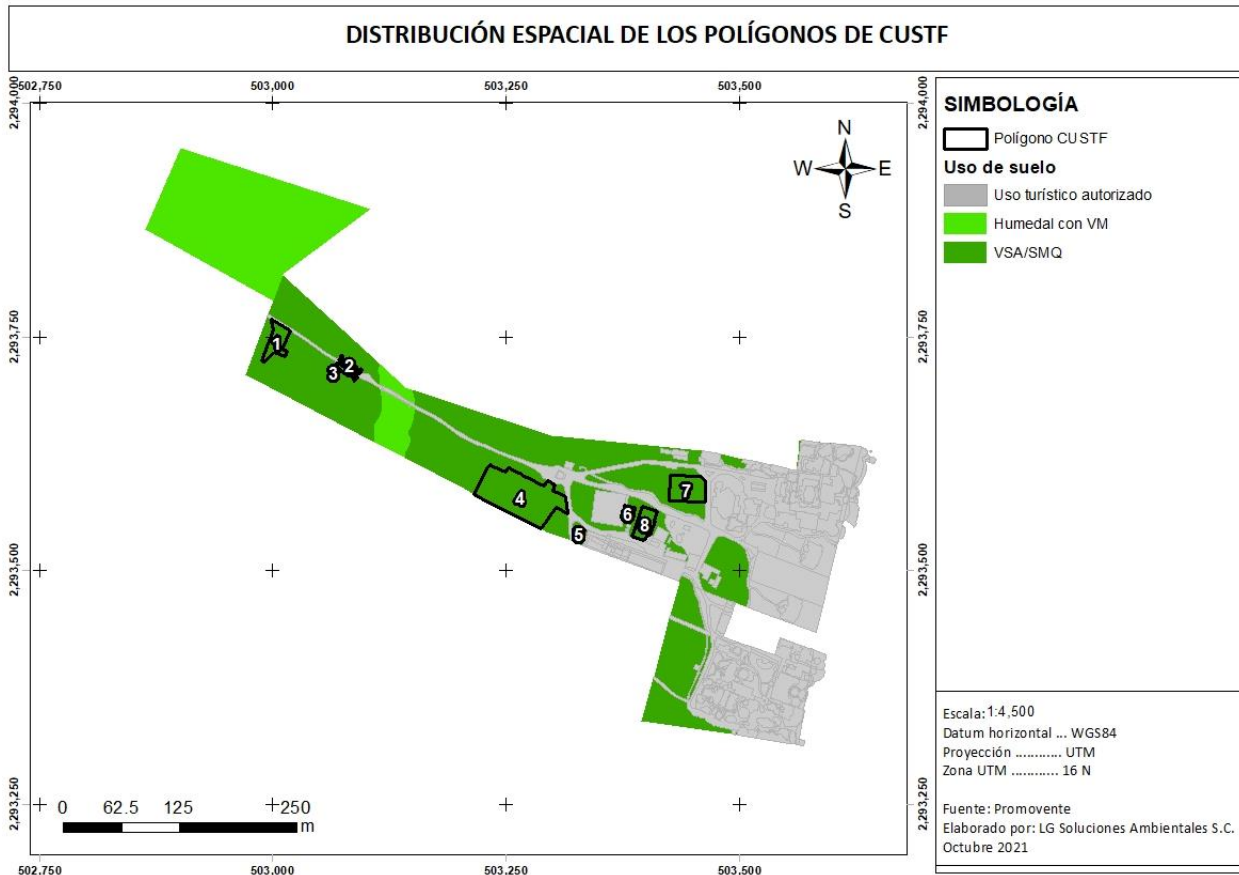 DISTRIBUCIÓN ESPACIAL DE LOS POLÍGONOS DE CUSTF
502,750 503,000 503,250 503,500
2,294,000 2,294,000
N
W E
S
2,293,750 2,293,750
1
2
3
4
5
6
7
8
2,293,500 2,293,500
2,293,250 2,293,250
0 62.5 125 250
m
502,750 503,000 503,250 503,500
SIMBOLOGÍA
Polígono CUSTF
Uso de suelo
Uso turístico autorizado
Humedal con VM
VSA/SMQ
Escala: 1:4,500
Datum horizontal ... WGS84
Proyección ............ UTM
Zona UTM ............ 16 N
Fuente: Promovente
Elaborado por: LG Soluciones Ambientales S.C.
Octubre 2021